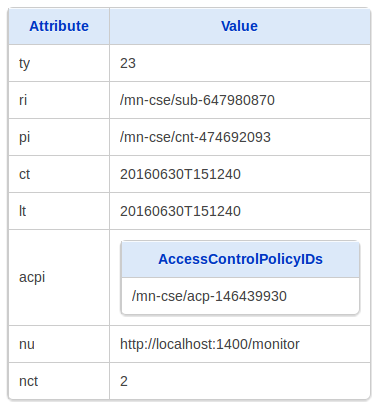 Attribute Value
ty 23
ri /mn-cse/sub-647980870
pi /mn-cse/cnt-474692093
ct 20160630T151240
lt 20160630T151240
AccessControlPolicyIDs
acpi
/mn-cse/acp-146439930
nu http://localhost:1400/monitor
nct 2